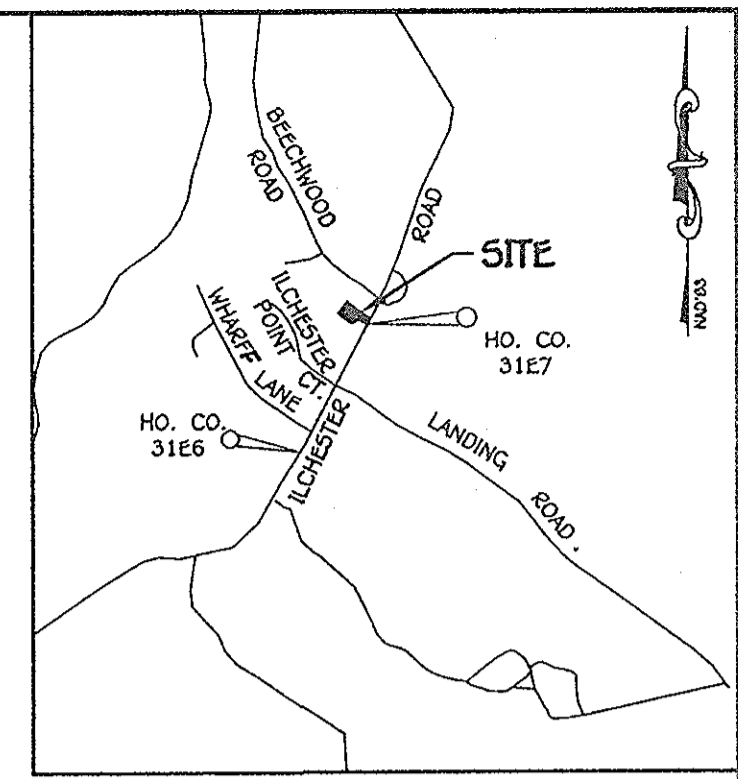 BEECHWOOD
ROAD
ROAD
SITE
ILCHESTER
POINT
CT.
WHARFF LANE
HO. CO.
31E7
HO. CO.
31E6
ILCHESTER
LANDING
ROAD.
NAD'83